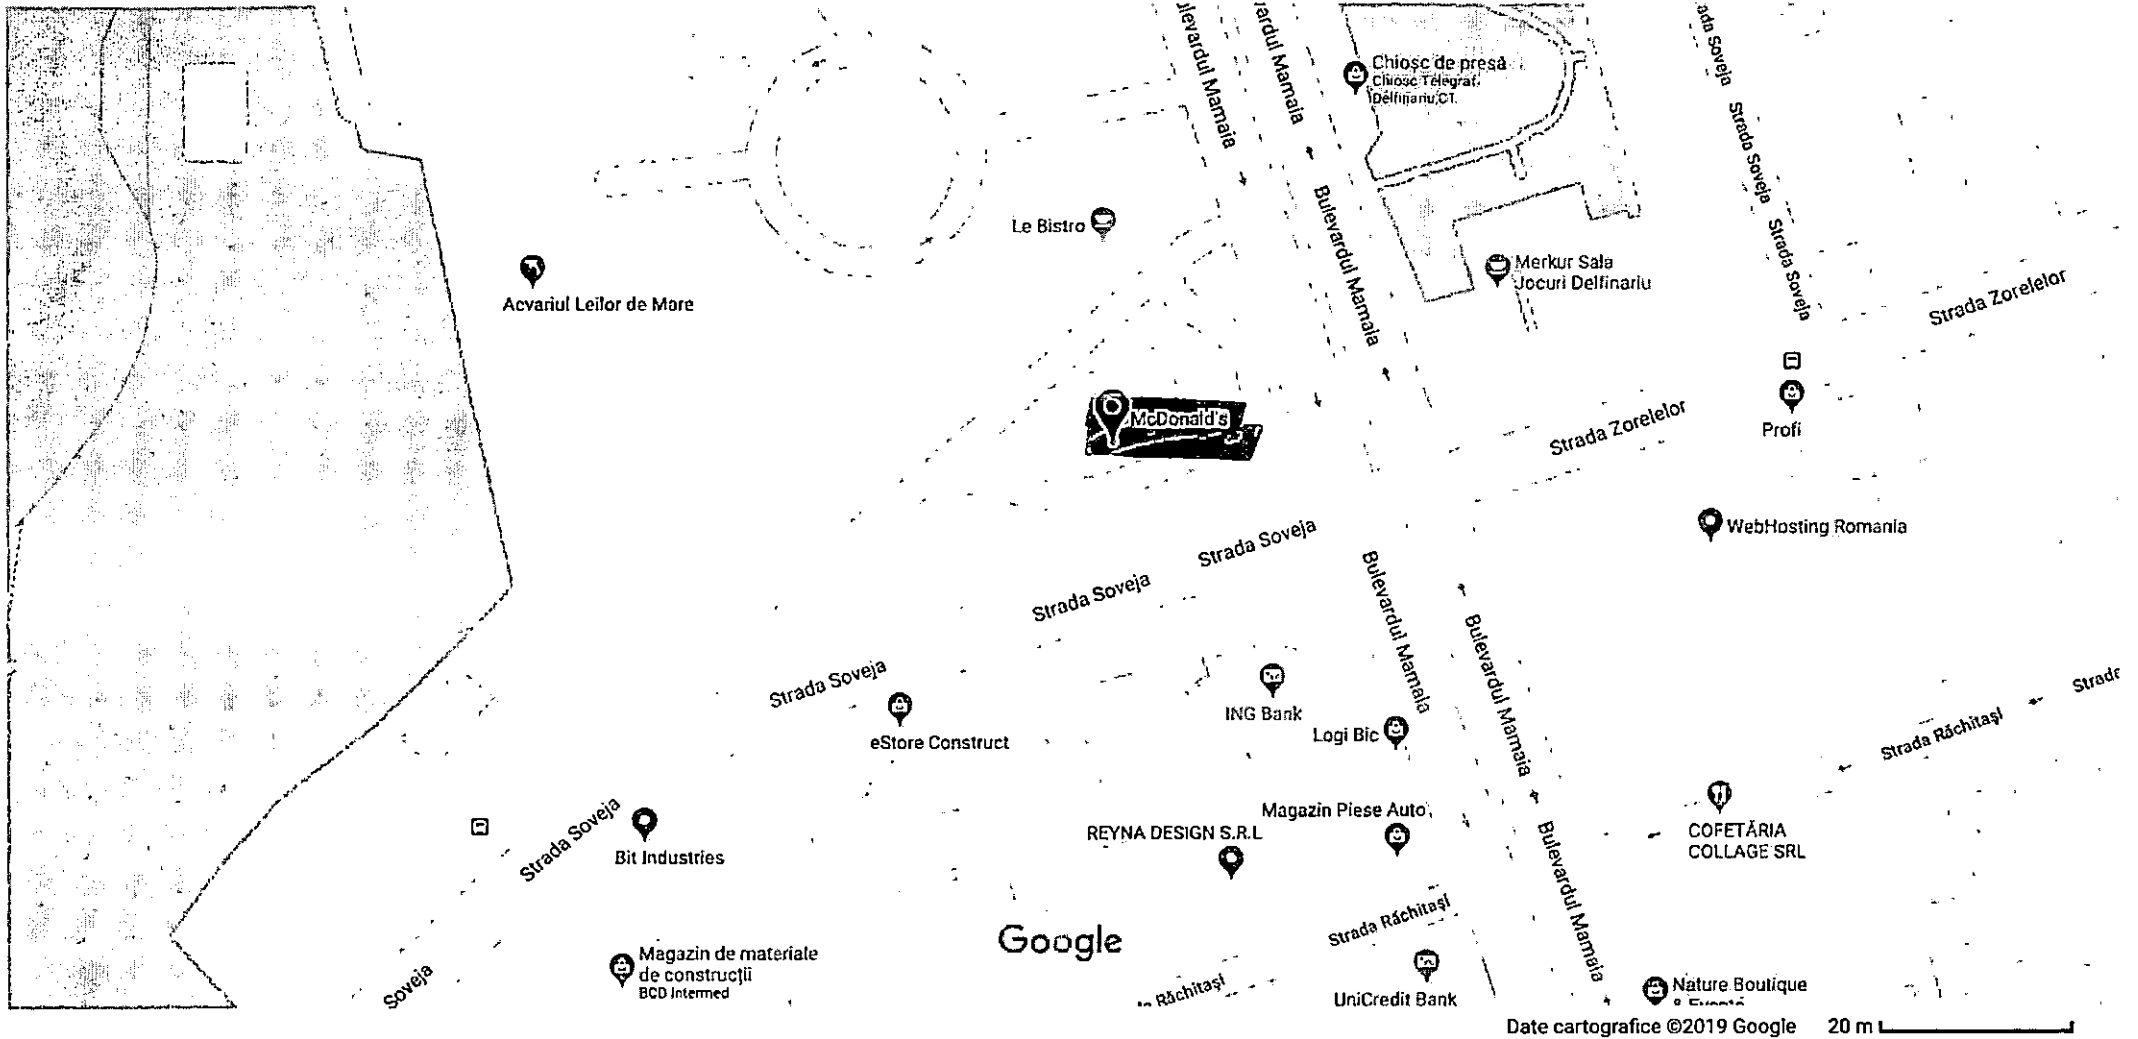 Bulevardul Mamaia
Chioșc de presă
Chiosc Telegraf
Delfinariu,CT.
Strada Soveja
Strada Soveja
Strada Soveja
Bulevardul Mamaia
Le Bistro
Merkur Sala
Jocuri Delfinariu
Acvariul Leilor de Mare
Strada Zorelelor
McDonald's
Strada Zorelelor
Profi
Strada Soveja
WebHosting Romania
Strada Soveja
Bulevardul Mamaia
Bulevardul Mamaia
Strada Soveja
ING Bank
Logi Bic
eStore Construct
Strada Răchitași
Strada Soveja
Bit Industries
Magazin Piese Auto
REYNA DESIGN S.R.L
COFETĂRIA
COLLAGE SRL
Bulevardul Mamaia
Strada Răchitași
Google
Magazin de materiale
de construcții
BCD Intermed
Soveja
Răchitași
UniCredit Bank
Nature Boutique
Date cartografice ©2019 Google 20 m